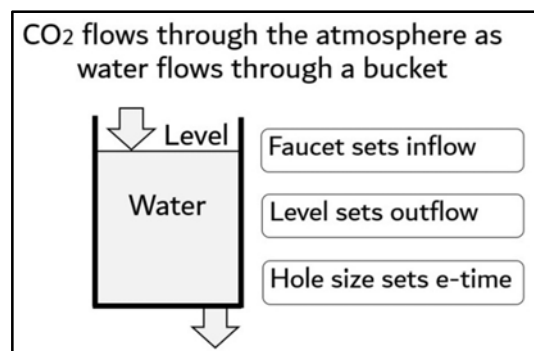 CO2 flows through the atmosphere as
water flows through a bucket
Level
Faucet sets inflow
Water
Level sets outflow
Hole size sets e-time